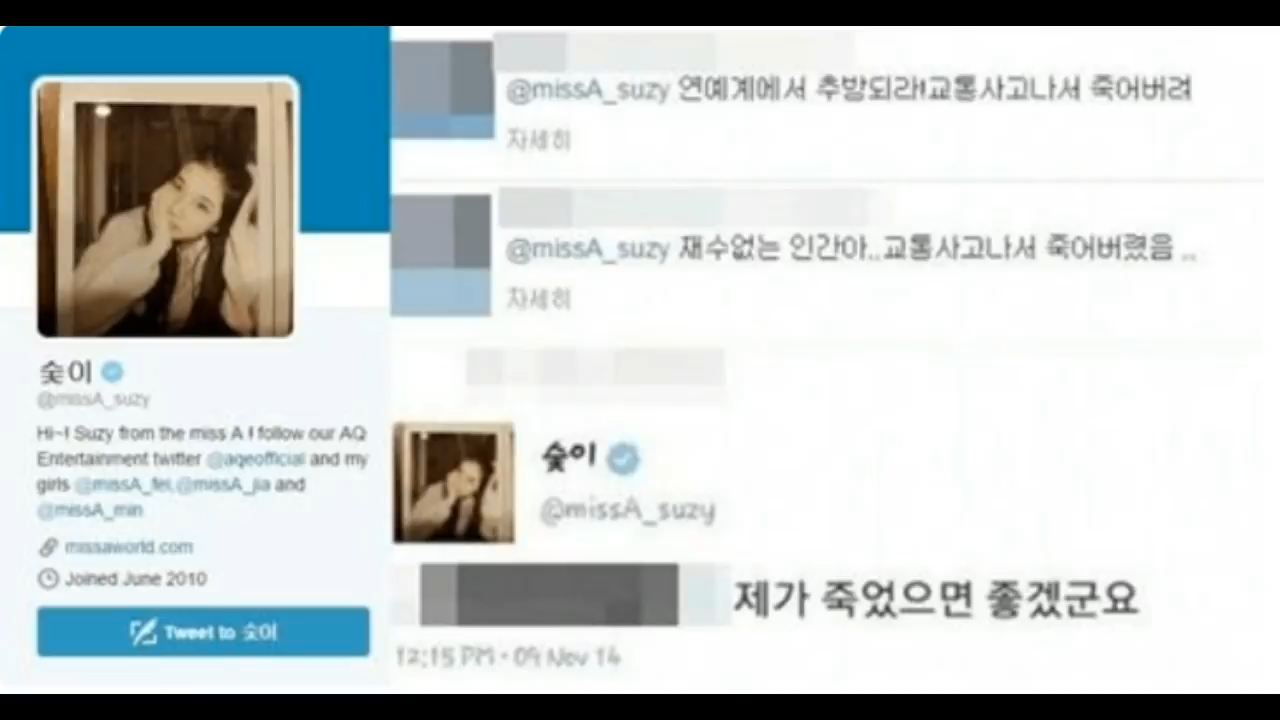 숯이
@missA_suzy
Hi~! Suzy from the miss A ! follow our AQ
Entertainment twitter @aqeofficial and my
girls @missA_fei,@missA_jia and
@missA_min
missaworld.com
Joined June 2010
Tweet to 숯이
@missA_suzy 연예계에서 추방되라!교통사고나서 죽어버려
자세히
@missA_suzy 재수없는 인간아..교통사고나서 죽어버렸음 ..
자세히
숯이
@missA_suzy
제가 죽었으면 좋겠군요
12:15 PM · 09 Nov 14